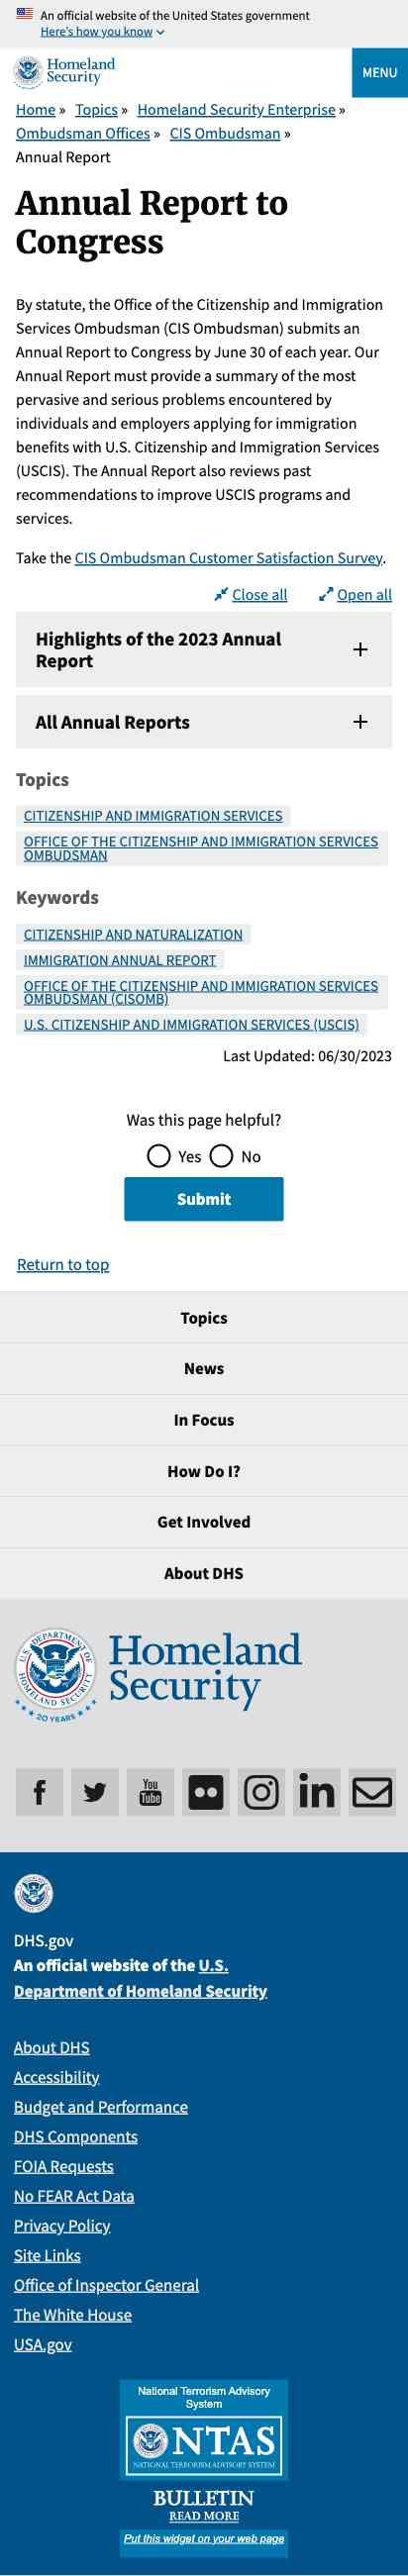 An official website of the United States government
Here's how you know
Homeland
Security
MENU
Home » Topics » Homeland Security Enterprise »
Ombudsman Offices » CIS Ombudsman »
Annual Report
Annual Report to
Congress
By statute, the Office of the Citizenship and Immigration
Services Ombudsman (CIS Ombudsman) submits an
Annual Report to Congress by June 30 of each year. Our
Annual Report must provide a summary of the most
pervasive and serious problems encountered by
individuals and employers applying for immigration
benefits with U.S. Citizenship and Immigration Services
(USCIS). The Annual Report also reviews past
recommendations to improve USCIS programs and
services.
Take the CIS Ombudsman Customer Satisfaction Survey.
Close all Open all
Highlights of the 2023 Annual
Report
All Annual Reports
Topics
CITIZENSHIP AND IMMIGRATION SERVICES
OFFICE OF THE CITIZENSHIP AND IMMIGRATION SERVICES
OMBUDSMAN
Keywords
CITIZENSHIP AND NATURALIZATION
IMMIGRATION ANNUAL REPORT
OFFICE OF THE CITIZENSHIP AND IMMIGRATION SERVICES
OMBUDSMAN (CISOMB)
U.S. CITIZENSHIP AND IMMIGRATION SERVICES (USCIS)
Last Updated: 06/30/2023
Was this page helpful?
Yes No
Submit
Return to top
Topics
News
In Focus
How Do I?
Get Involved
About DHS
U.S. DEPARTMENT OF
HOMELAND SECURITY
20 YEARS
Homeland
Security
You
Tube
DHS.gov
An official website of the U.S.
Department of Homeland Security
About DHS
Accessibility
Budget and Performance
DHS Components
FOIA Requests
No FEAR Act Data
Privacy Policy
Site Links
Office of Inspector General
The White House
USA.gov
National Terrorism Advisory
System
NTAS
NATIONAL TERRORISM ADVISORY SYSTEM
BULLETIN
READ MORE
Put this widget on your web page